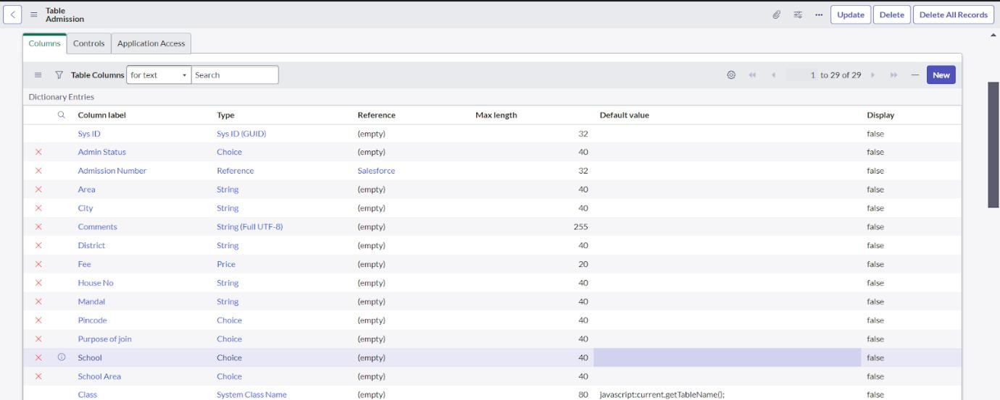 Table
Admission
Update Delete Delete All Records
Columns Controls Application Access
Table Columns for text Search 1 to 29 of 29 New
Dictionary Entries
Column label Type Reference Max length Default value Display
Sys ID Sys ID (GUID) (empty) 32 false
Admin Status Choice (empty) 40 false
Admission Number Reference Salesforce 32 false
Area String (empty) 40 false
City String (empty) 40 false
Comments String (Full UTF-8) (empty) 255 false
District String (empty) 40 false
Fee Price (empty) 20 false
House No String (empty) 40 false
Mandal String (empty) 40 false
Pincode Choice (empty) 40 false
Purpose of join Choice (empty) 40 false
School Choice (empty) 40 false
School Area Choice (empty) 40 false
Class System Class Name (empty) 80 javascript:current.getTableName(); false